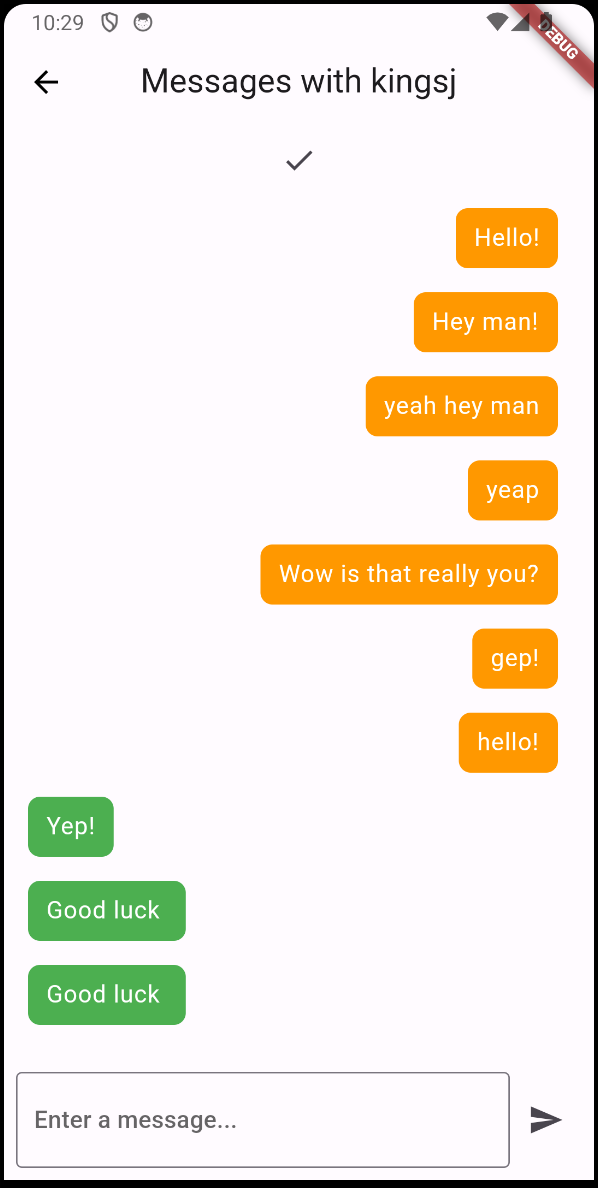 10:29
DEBUG
Messages with kingsj
Hello!
Hey man!
yeah hey man
yeap
Wow is that really you?
gep!
hello!
Yep!
Good luck
Good luck
Enter a message...